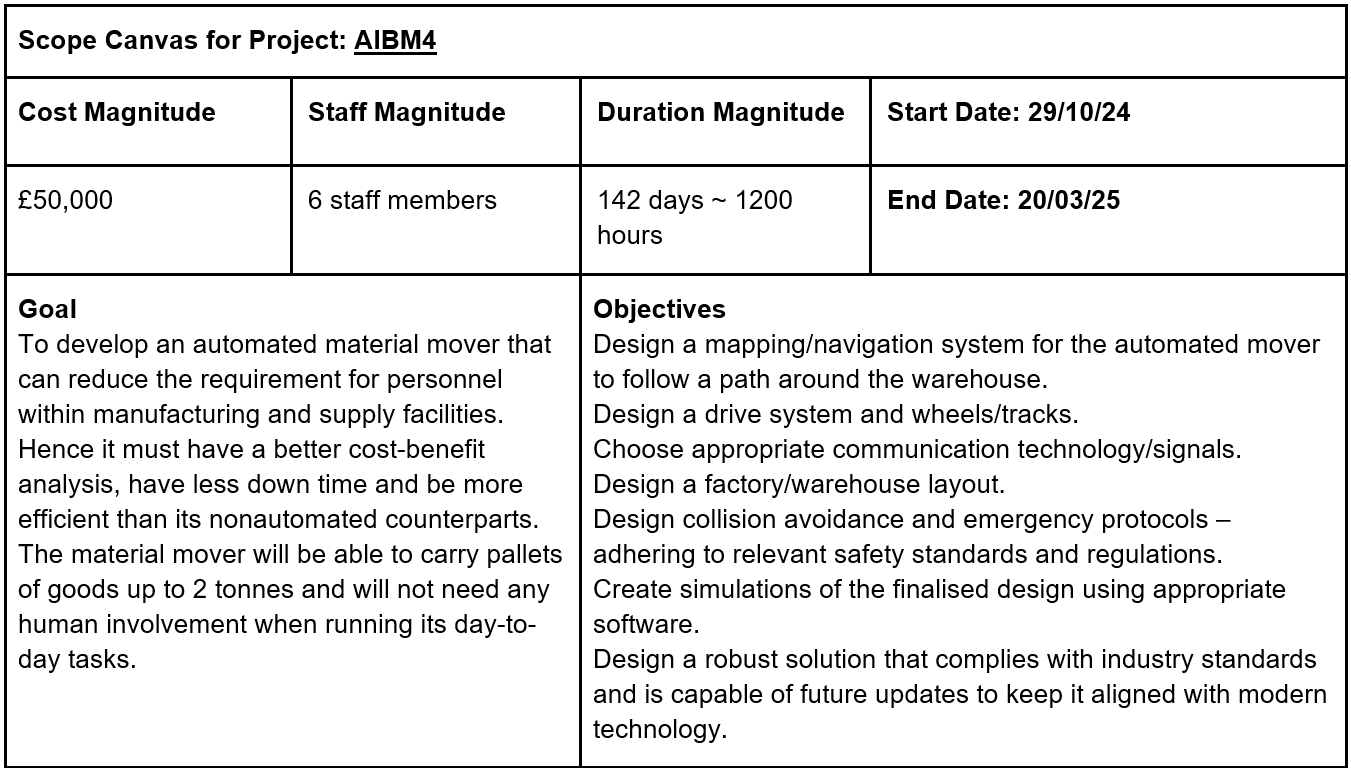 Scope Canvas for Project: AIBM4
Cost Magnitude
Staff Magnitude
Duration Magnitude
Start Date: 29/10/24
£50,000
6 staff members
142 days ~ 1200
hours
End Date: 20/03/25
Goal
To develop an automated material mover that
can reduce the requirement for personnel
within manufacturing and supply facilities.
Hence it must have a better cost-benefit
analysis, have less down time and be more
efficient than its nonautomated counterparts.
The material mover will be able to carry pallets
of goods up to 2 tonnes and will not need any
human involvement when running its day-to-
day tasks.
Objectives
Design a mapping/navigation system for the automated mover
to follow a path around the warehouse.
Design a drive system and wheels/tracks.
Choose appropriate communication technology/signals.
Design a factory/warehouse layout.
Design collision avoidance and emergency protocols –
adhering to relevant safety standards and regulations.
Create simulations of the finalised design using appropriate
software.
Design a robust solution that complies with industry standards
and is capable of future updates to keep it aligned with modern
technology.